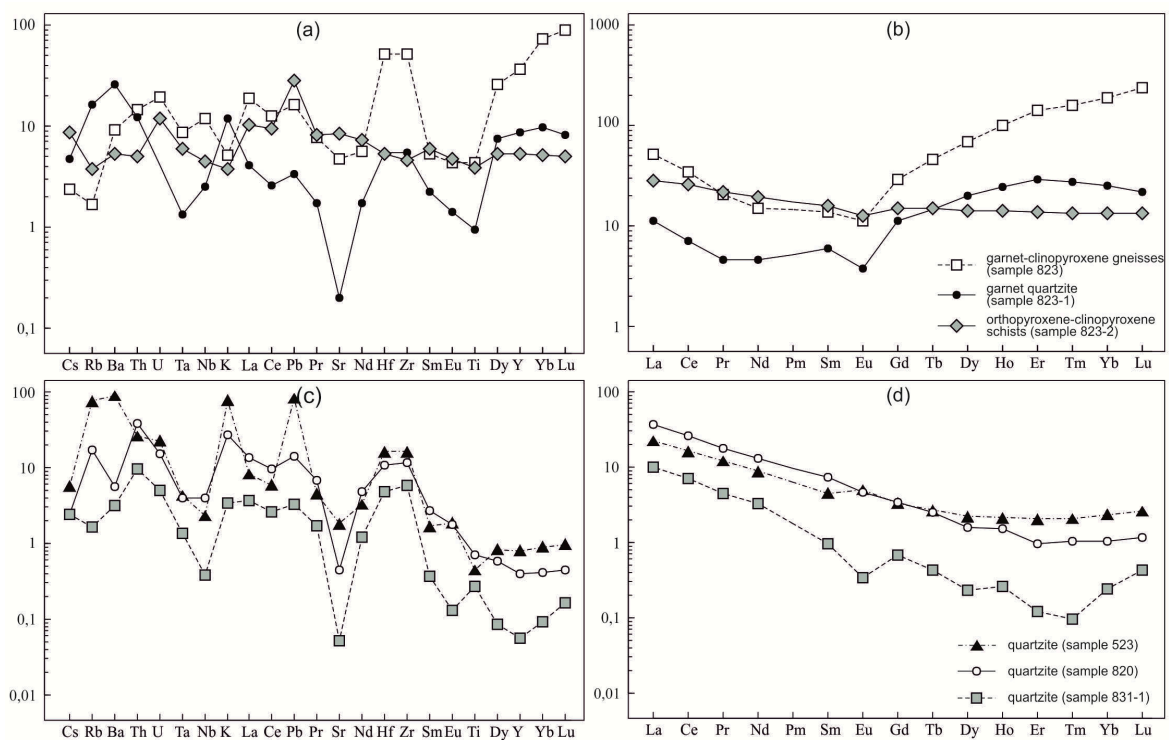 (a)
100
10
1
0,1
Cs Rb Ba Th U Ta Nb K La Ce Pb Pr Sr Nd Hf Zr Sm Eu Ti Dy Y Yb Lu
(b)
1000
100
10
1
garnet-clinopyroxene gneisses
(sample 823)
garnet quartzite
(sample 823-1)
orthopyroxene-clinopyroxene
schists (sample 823-2)
La Ce Pr Nd Pm Sm Eu Gd Tb Dy Ho Er Tm Yb Lu
(c)
100
10
1
0,1
0,01
Cs Rb Ba Th U Ta Nb K La Ce Pb Pr Sr Nd Hf Zr Sm Eu Ti Dy Y Yb Lu
(d)
100
10
1
0,1
0,01
quartzite (sample 523)
quartzite (sample 820)
quartzite (sample 831-1)
La Ce Pr Nd Pm Sm Eu Gd Tb Dy Ho Er Tm Yb Lu